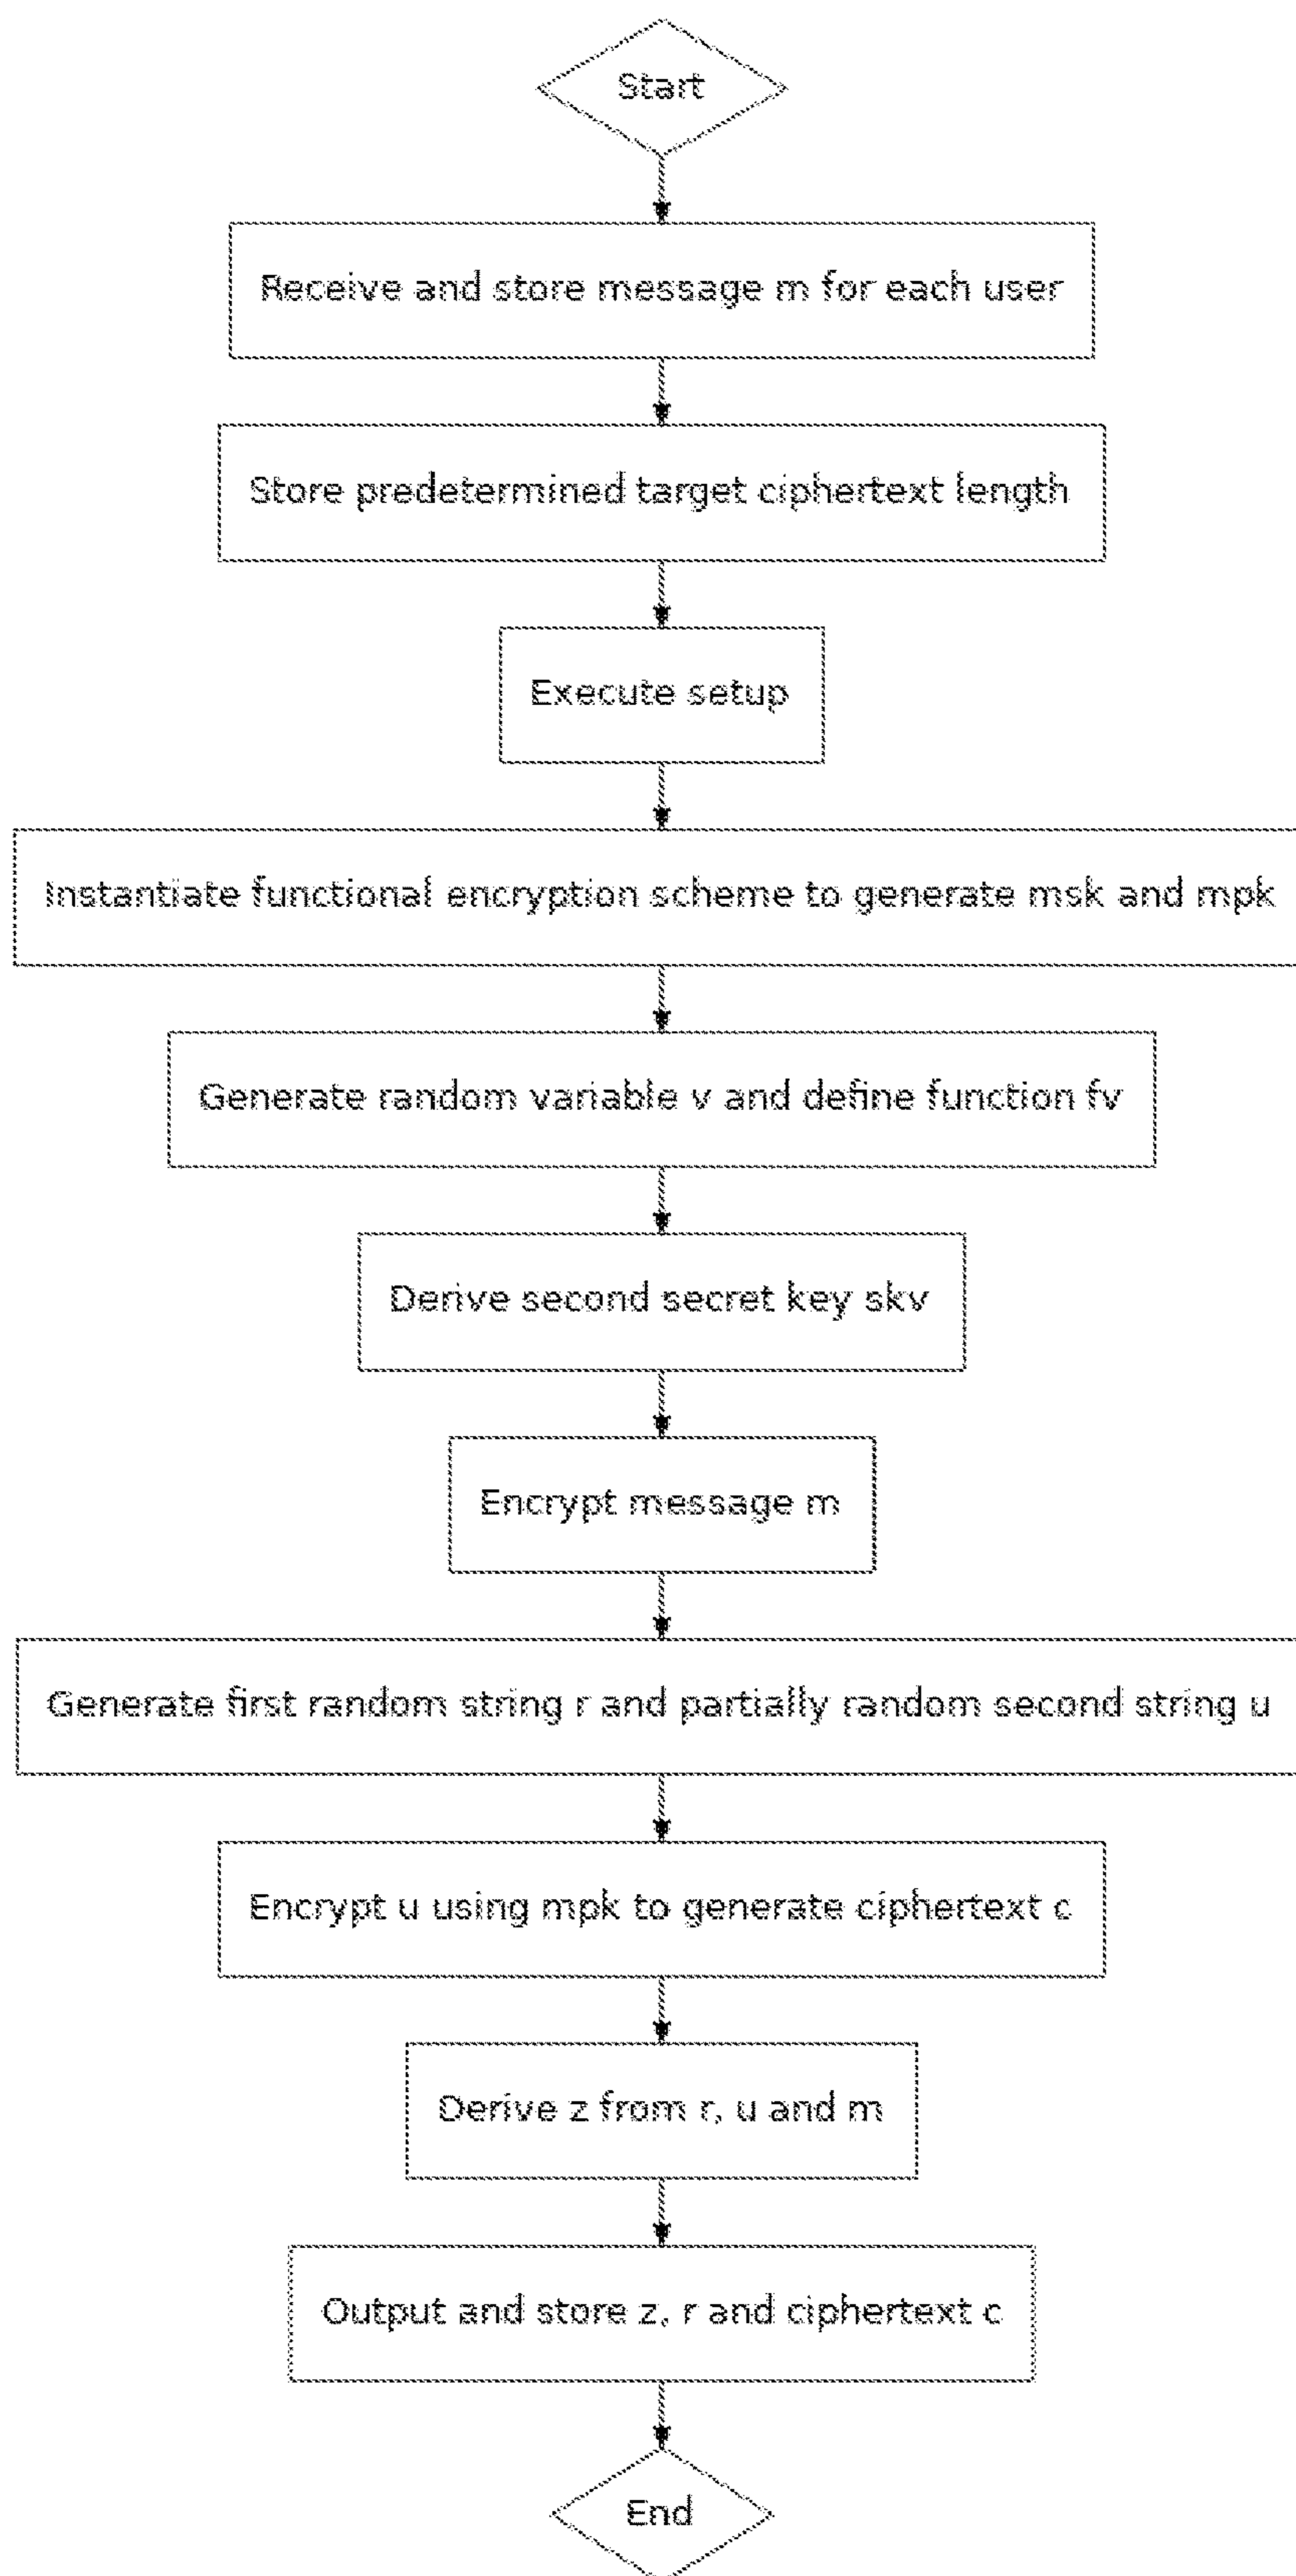 Start
Receive and store message m for each user
Store predetermined target ciphertext length
Execute setup
Instantiate functional encryption scheme to generate msk and mpk
Generate random variable v and define function fv
Derive second secret key skv
Encrypt message m
Generate first random string r and partially random second string u
Encrypt u using mpk to generate ciphertext c
Derive z from r, u and m
Output and store z, r and ciphertext c
End